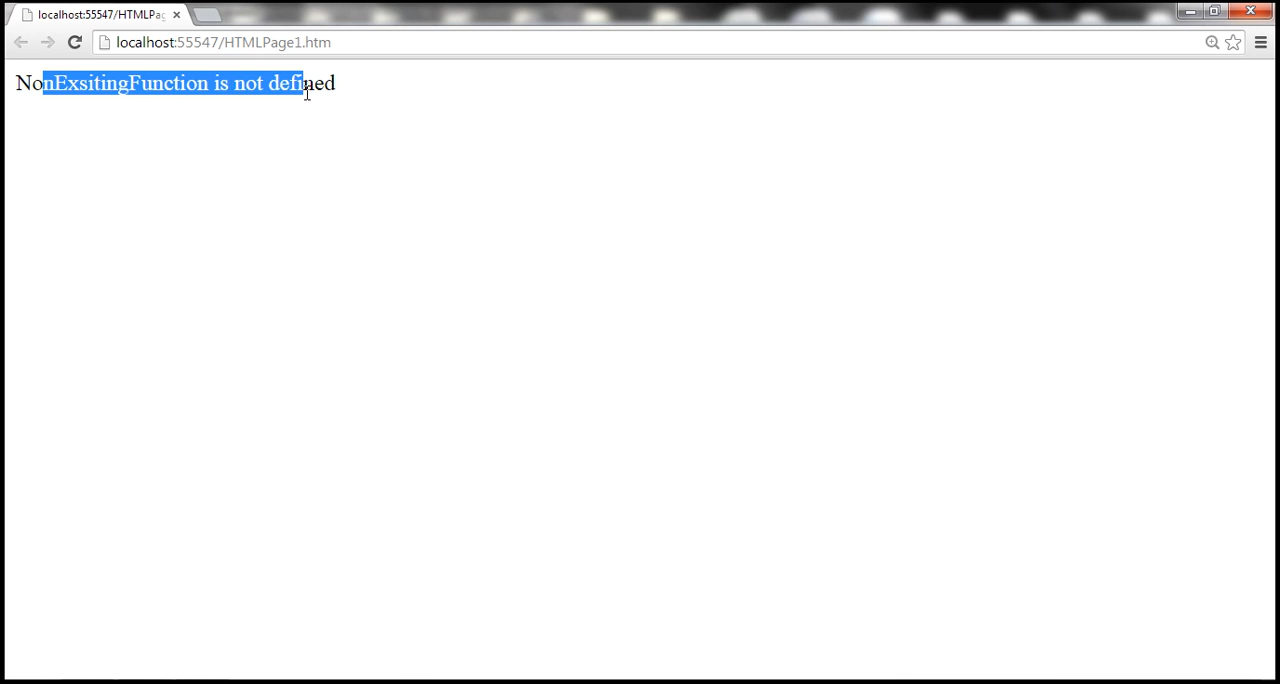 localhost:55547/HTMLPag
localhost:55547/HTMLPage1.htm
NonExsitingFunction is not defined